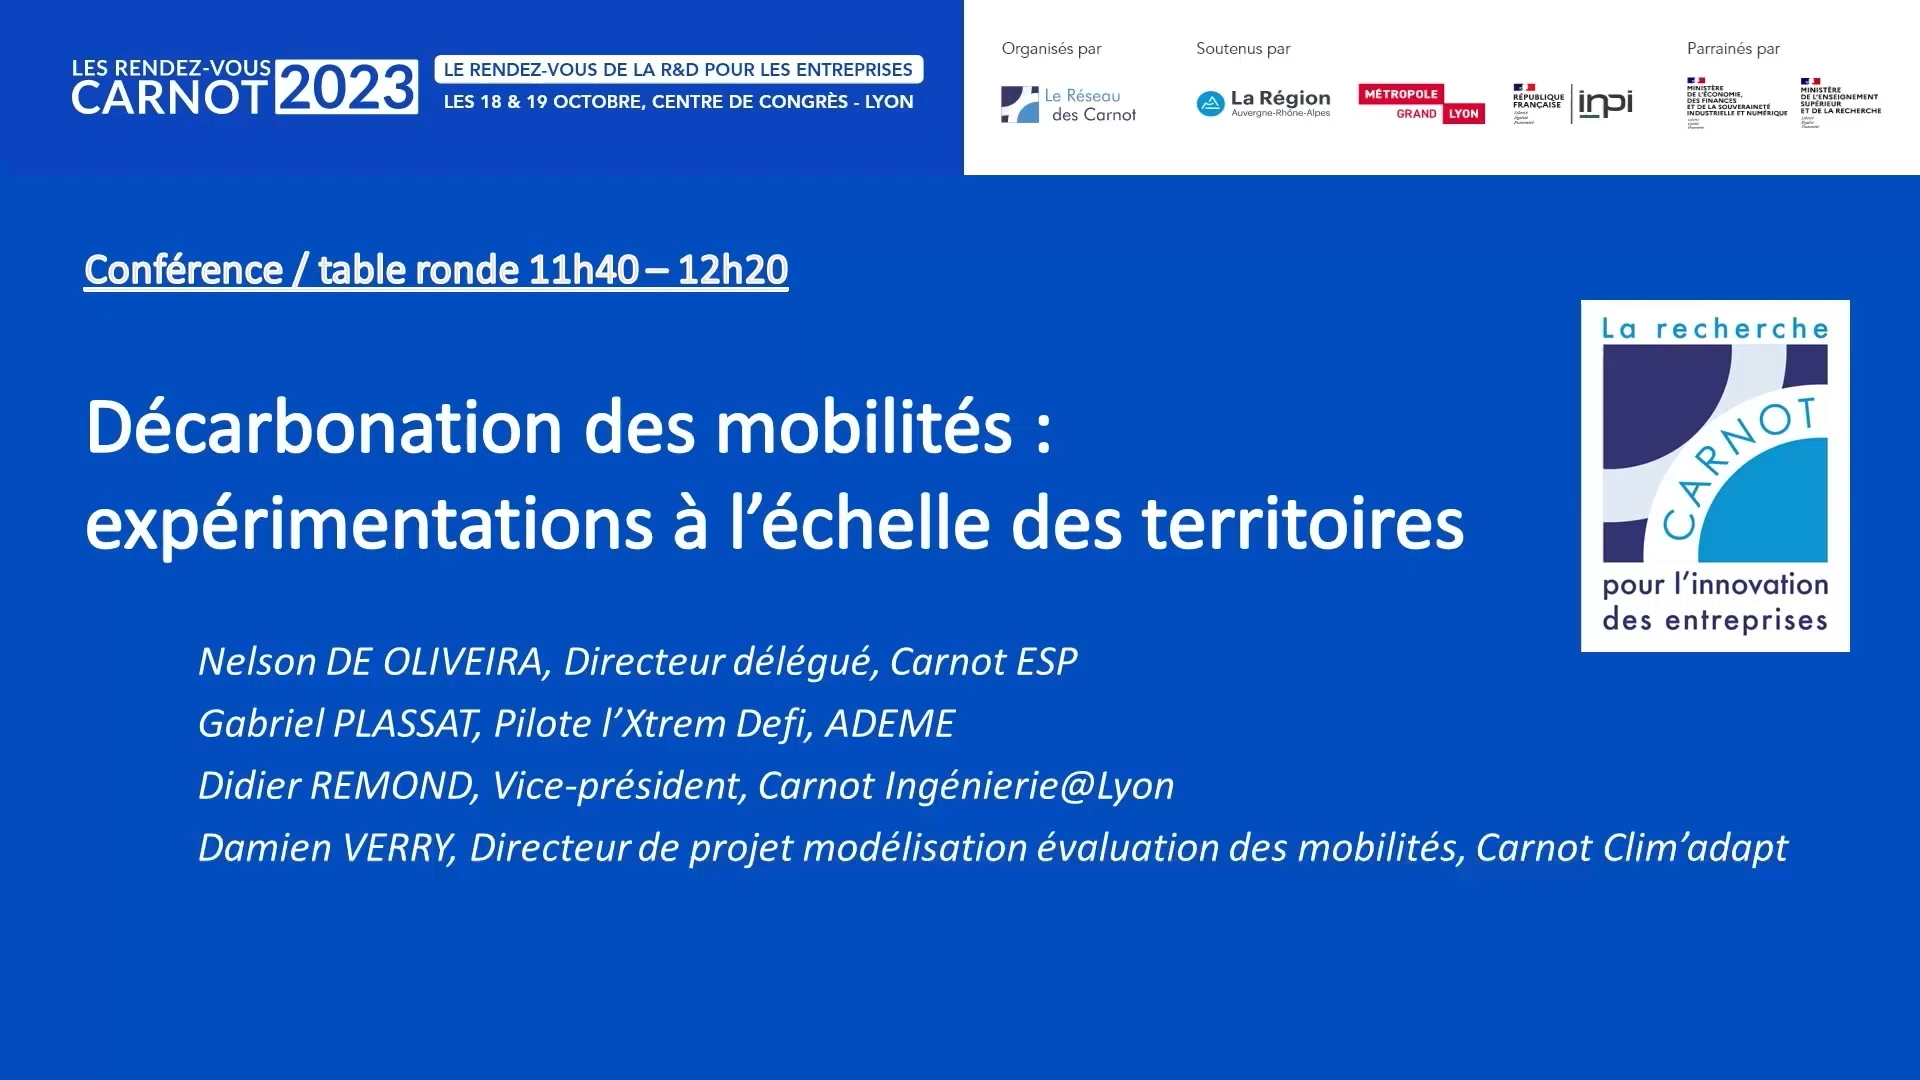 LES RENDEZ-VOUS
CARNOT 2023
LE RENDEZ-VOUS DE LA R&D POUR LES ENTREPRISES
LES 18 & 19 OCTOBRE, CENTRE DE CONGRÈS - LYON
Organisés par
Le Réseau
des Carnot
Soutenus par
La Région
Auvergne-Rhône-Alpes
MÉTROPOLE
GRAND LYON
RÉPUBLIQUE
FRANÇAISE
Liberté
Égalité
Fraternité
inpi
Parrainés par
MINISTÈRE
DE L'ÉCONOMIE,
DES FINANCES
ET DE LA SOUVERAINETÉ
INDUSTRIELLE ET NUMÉRIQUE
MINISTÈRE
DE L'ENSEIGNEMENT
SUPÉRIEUR
ET DE LA RECHERCHE
Conférence / table ronde 11h40 – 12h20
Décarbonation des mobilités :
expérimentations à l’échelle des territoires
La recherche
CARNOT
pour l’innovation
des entreprises
Nelson DE OLIVEIRA, Directeur délégué, Carnot ESP
Gabriel PLASSAT, Pilote l’Xtrem Defi, ADEME
Didier REMOND, Vice-président, Carnot Ingénierie@Lyon
Damien VERRY, Directeur de projet modélisation évaluation des mobilités, Carnot Clim’adapt